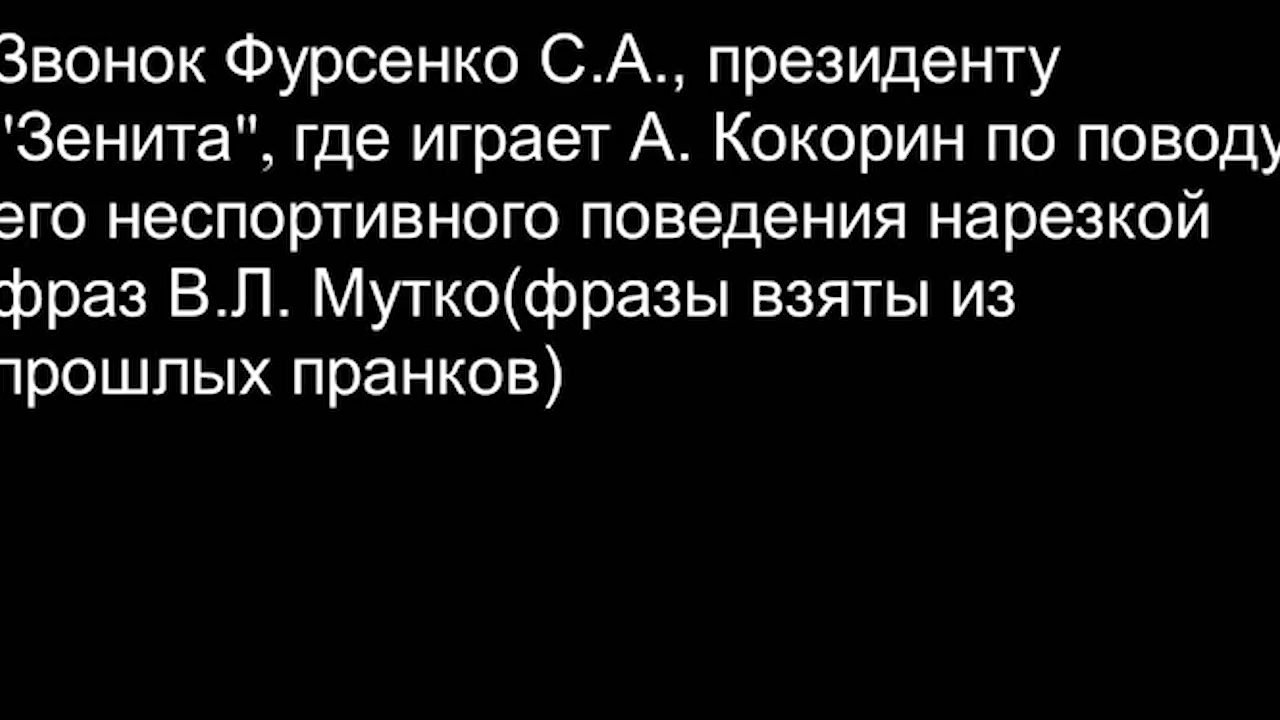 Звонок Фурсенко С.А., президенту
"Зенита", где играет А. Кокорин по поводу
его неспортивного поведения нарезкой
фраз В.Л. Мутко(фразы взяты из
прошлых пранков)